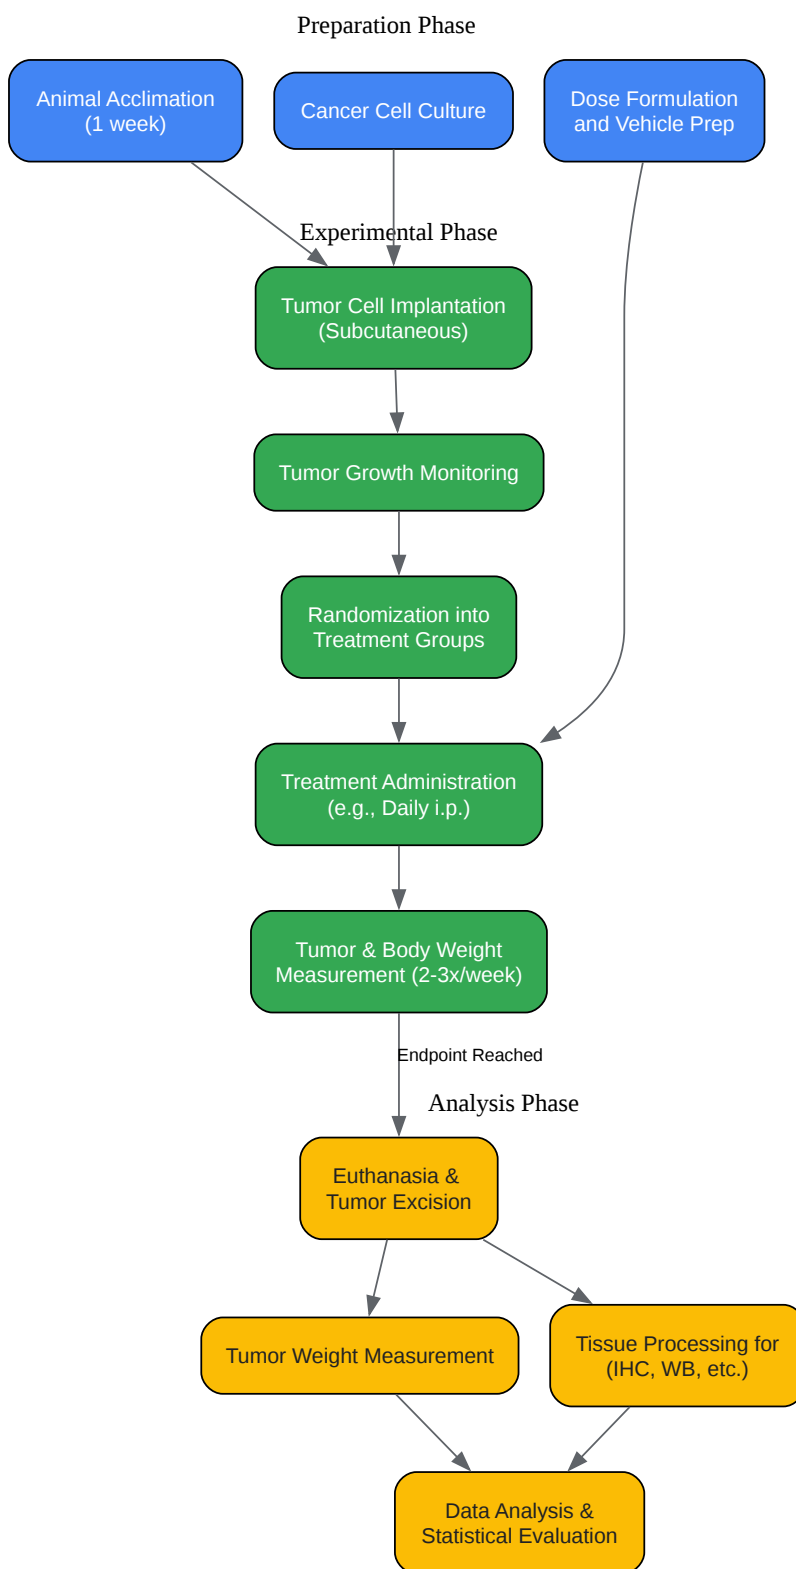 Preparation Phase
Animal Acclimation
(1 week)
Cancer Cell Culture
Dose Formulation
and Vehicle Prep
Experimental Phase
Tumor Cell Implantation
(Subcutaneous)
Tumor Growth Monitoring
Randomization into
Treatment Groups
Treatment Administration
(e.g., Daily i.p.)
Tumor & Body Weight
Measurement (2-3x/week)
Endpoint Reached
Analysis Phase
Euthanasia &
Tumor Excision
Tumor Weight Measurement
Tissue Processing for
(IHC, WB, etc.)
Data Analysis &
Statistical Evaluation